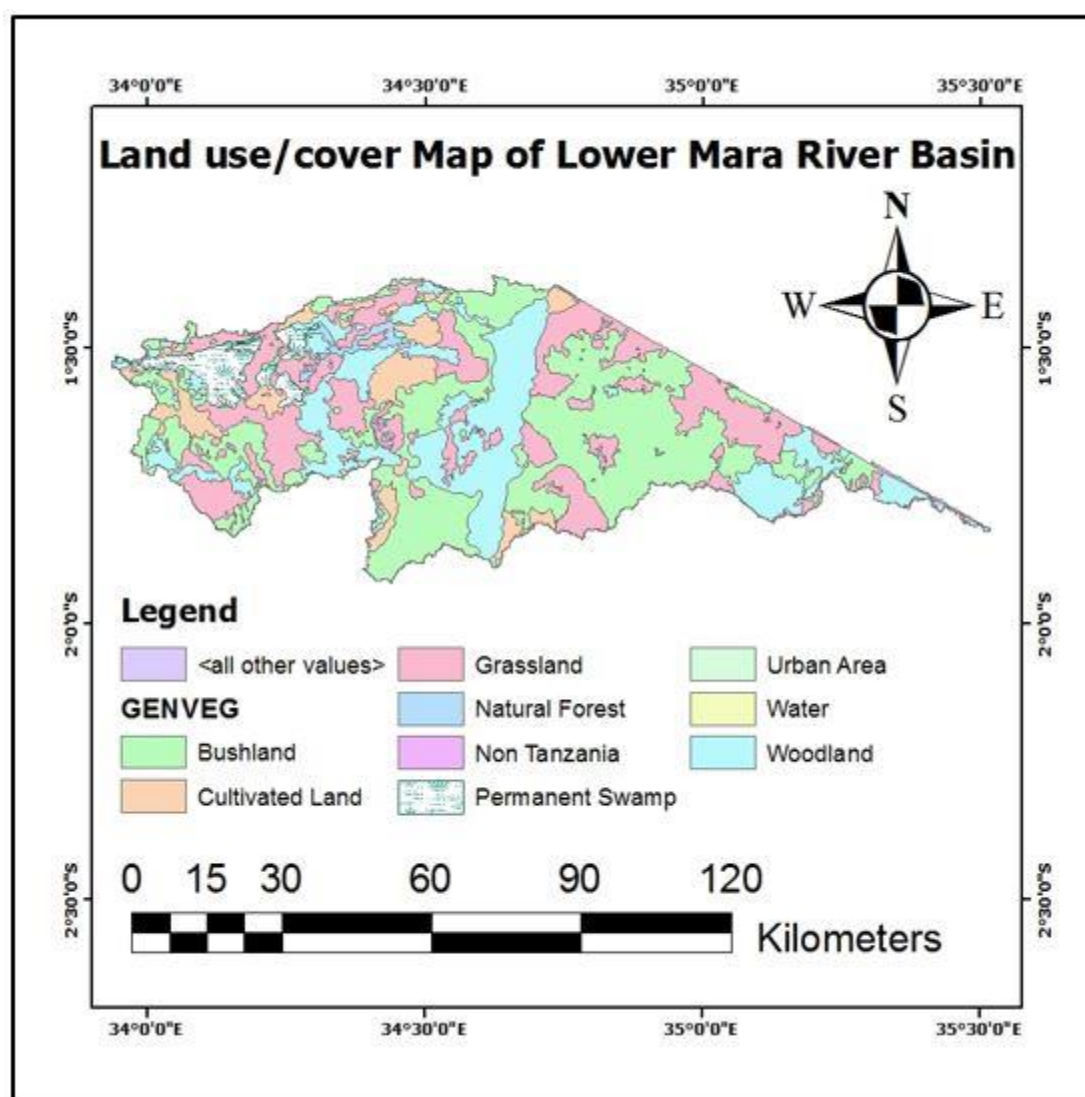 34°0'0"E 34°30'0"E 35°0'0"E 35°30'0"E
Land use/cover Map of Lower Mara River Basin
N
W E
S
1°30'0"S 1°30'0"S
2°0'0"S 2°0'0"S
Legend
<all other values> Grassland Urban Area
GENVEG Natural Forest Water
Bushland Non Tanzania Woodland
Cultivated Land Permanent Swamp
0 15 30 60 90 120
Kilometers
2°30'0"S 2°30'0"S
34°0'0"E 34°30'0"E 35°0'0"E 35°30'0"E